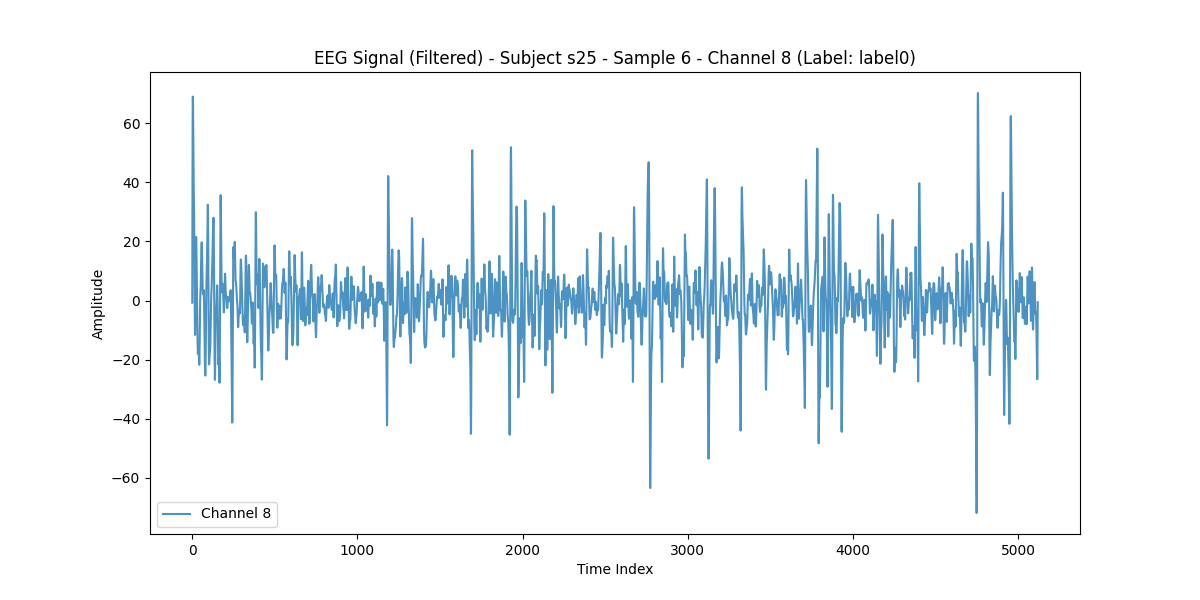 EEG Signal (Filtered) - Subject s25 - Sample 6 - Channel 8 (Label: label0)
Amplitude
60
40
20
0
−20
−40
−60
Channel 8
0 1000 2000 3000 4000 5000
Time Index